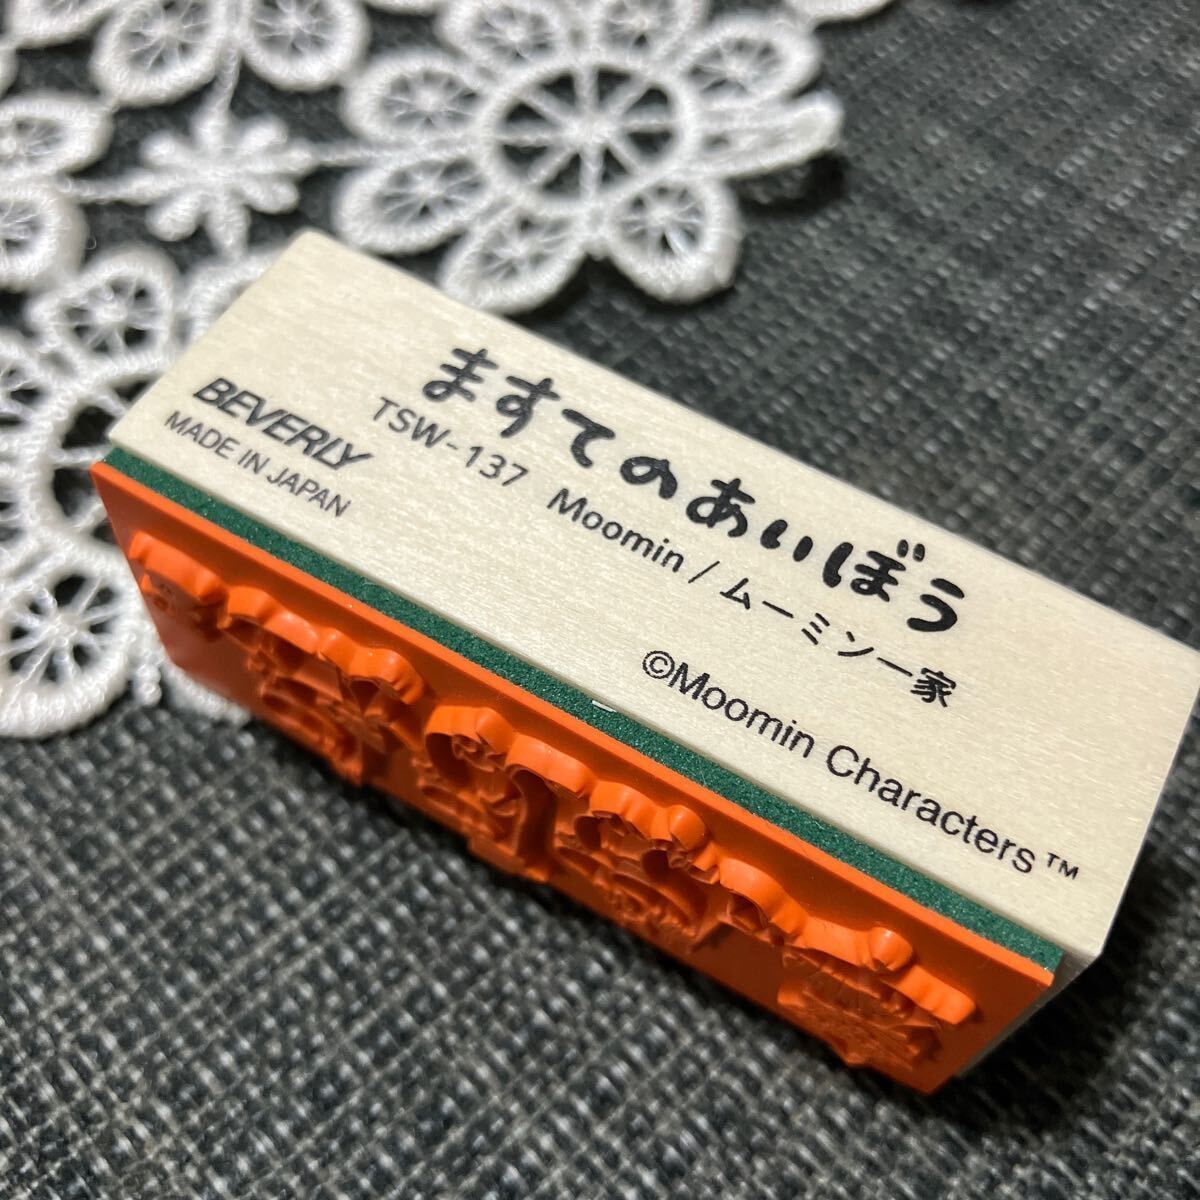 ますてのあいぼう
TSW-137 Moomin / ムーミン一家
©Moomin Characters™
BEVERLY
MADE IN JAPAN